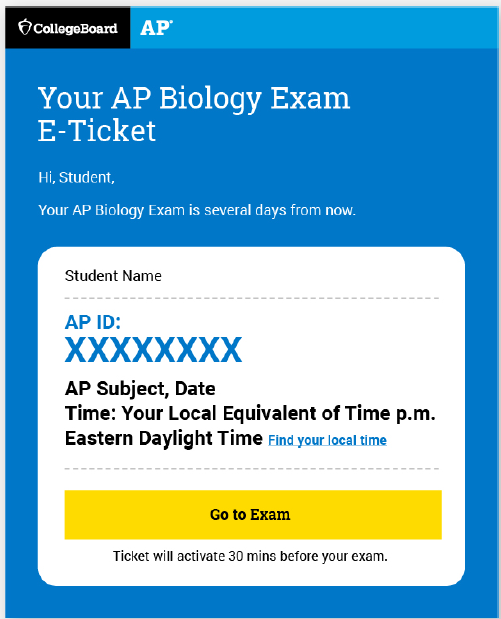 CollegeBoard AP®
Your AP Biology Exam
E-Ticket
Hi, Student,
Your AP Biology Exam is several days from now.
Student Name
AP ID:
XXXXXXXX
AP Subject, Date
Time: Your Local Equivalent of Time p.m.
Eastern Daylight Time Find your local time
Go to Exam
Ticket will activate 30 mins before your exam.